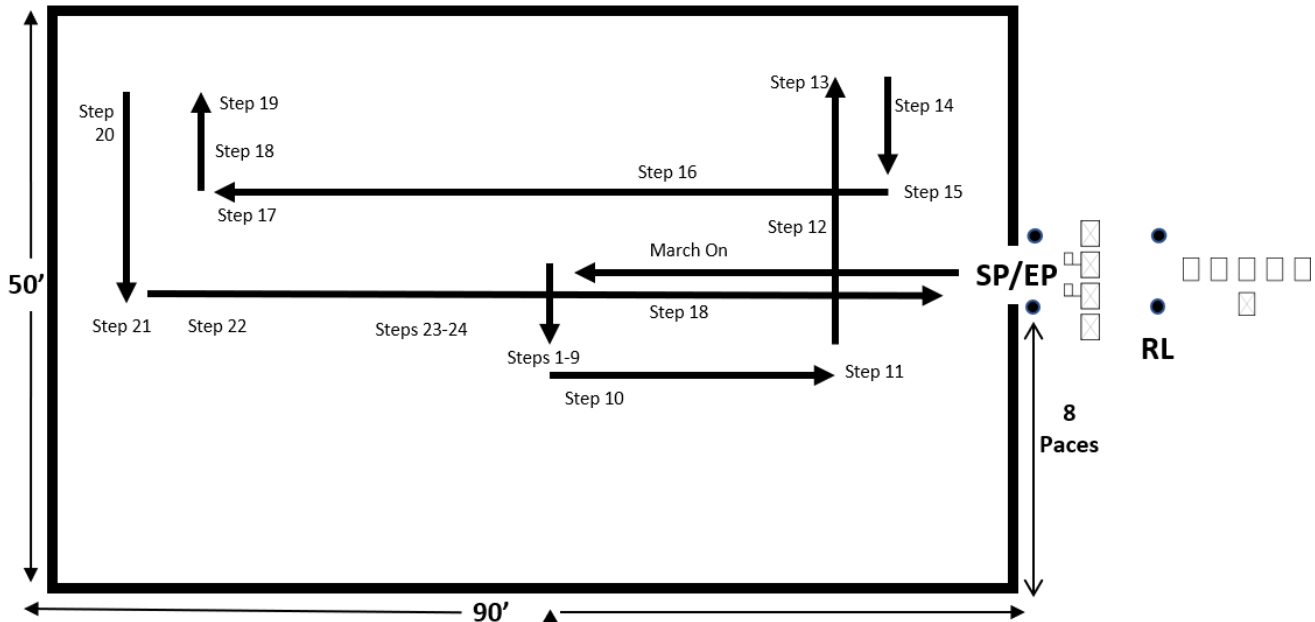 Step 13
Step
20
Step 19
Step 14
Step 18
Step 16
Step 15
Step 17
Step 12
March On
SP/EP
50’
Step 18
Step 21
Step 22
Steps 23-24
Steps 1-9
RL
Step 11
Step 10
8
Paces
90’